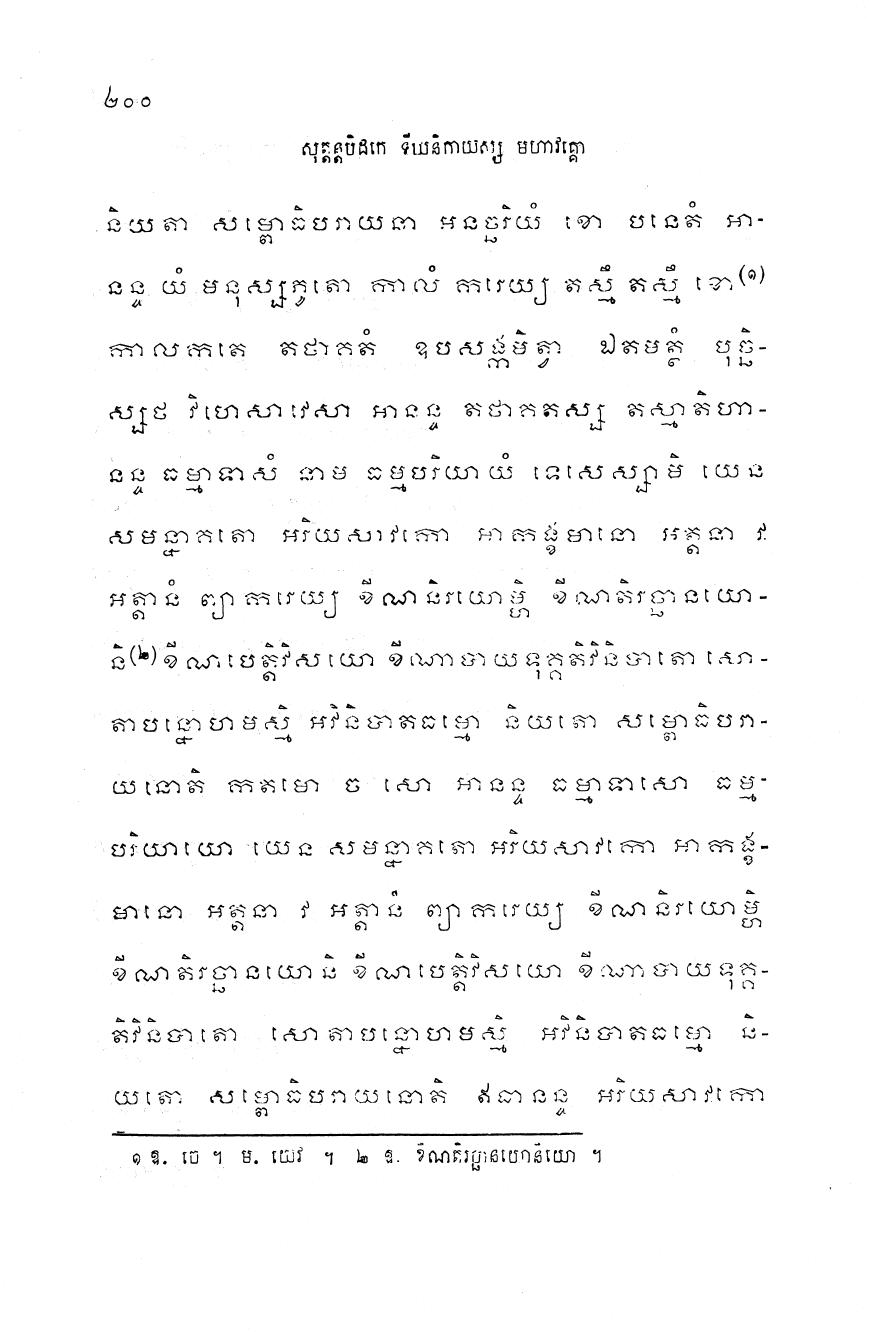 ២០០
សុត្តន្តបិដកេ ទីឃនិកាយស្ស មហាវគ្គោ
និយតា សម្ពោធិបរាយនា អនច្ឆរិយំ ខោ បនេតំ អា-
នន្ទ យំ មនុស្សភូតោ កាលំ ករេយ្យ តស្មឹ តស្មឹ ខោ(១)
កាលកតេ តថាគតំ ឧបសង្កមិត្វា ឯតមត្ថំ បុច្ឆិ-
ស្សថ វិហេសាវេសា អានន្ទ តថាគតស្ស តស្មាតិហា-
នន្ទ ធម្មាទាសំ នាម ធម្មបរិយាយំ ទេសេស្សាមិ យេន
សមន្នាគតោ អរិយសាវកោ អាកង្ខមានោ អត្តនា វ
អត្តានំ ព្យាករេយ្យ ខីណនិរយោម្ហិ ខីណតិរច្ឆានយោ-
និ(២)ខីណបេត្តិវិសយោ ខីណាបាយទុគ្គតិវិនិបាតោ សោ-
តាបន្នោហមស្មិ អវិនិបាតធម្មោ និយតោ សម្ពោធិបរា-
យនោតិ កតមោ ច សោ អានន្ទ ធម្មាទាសោ ធម្ម-
បរិយាយោ យេន សមន្នាគតោ អរិយសាវកោ អាកង្ខ-
មានោ អត្តនា វ អត្តានំ ព្យាករេយ្យ ខីណនិរយោម្ហិ
ខីណតិរច្ឆានយោនិ ខីណបេត្តិវិសយោ ខីណាបាយទុគ្គ-
តិវិនិបាតោ សោតាបន្នោហមស្មិ អវិនិបាតធម្មោ និ-
យតោ សម្ពោធិបរាយនោតិ ឥធានន្ទ អរិយសាវកោ
១ ឱ. ចេ ។ ម. យេវ ។ ២ ឱ. ខីណតិរច្ឆានយោនិយោ ។